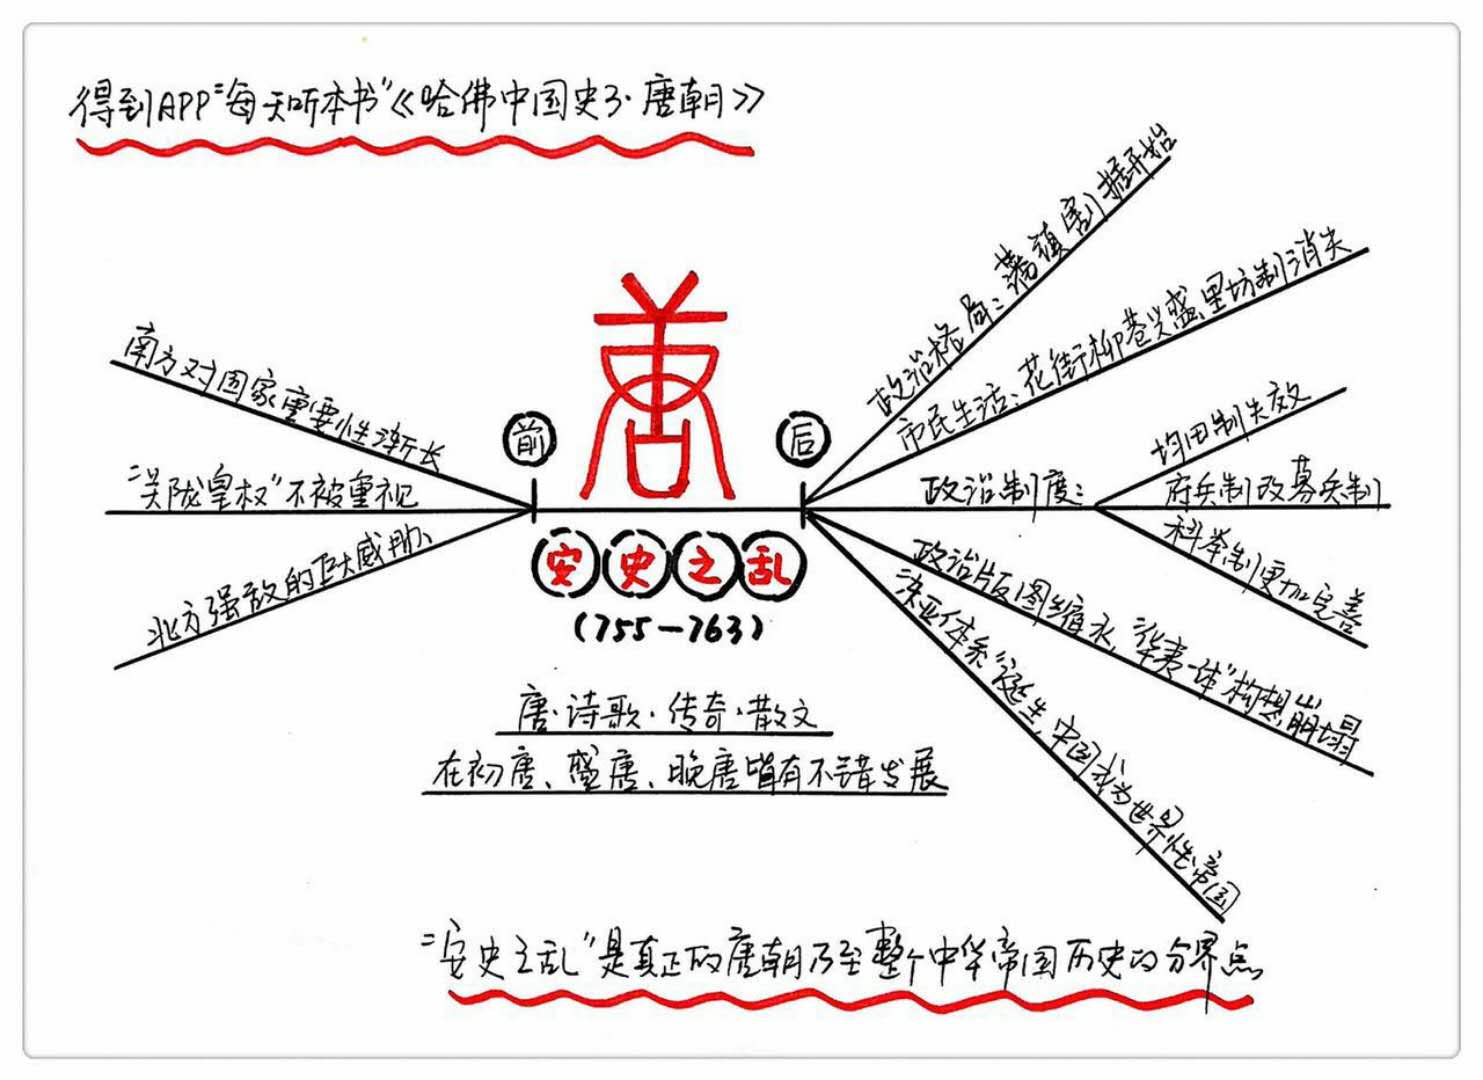 得到APP“每天听本书”《哈佛中国史3·唐朝》
唐
前
后
南方对国家重要性渐长
“关陇皇权”不被重视
北方强敌的巨大威胁
安史之乱
(755-763)
政治格局：藩镇割据开始
市民生活：花街柳巷兴盛,里坊制消失
政治制度：
均田制失效
府兵制改募兵制
科举制更加完善
政治版图缩水，“华夷一体”构想崩塌
“东亚体系”诞生，中国成为世界性帝国
唐·诗歌·传奇·散文
在初唐、盛唐、晚唐皆有不错发展
“安史之乱”是真正的唐朝乃至整个中华帝国历史的分界点